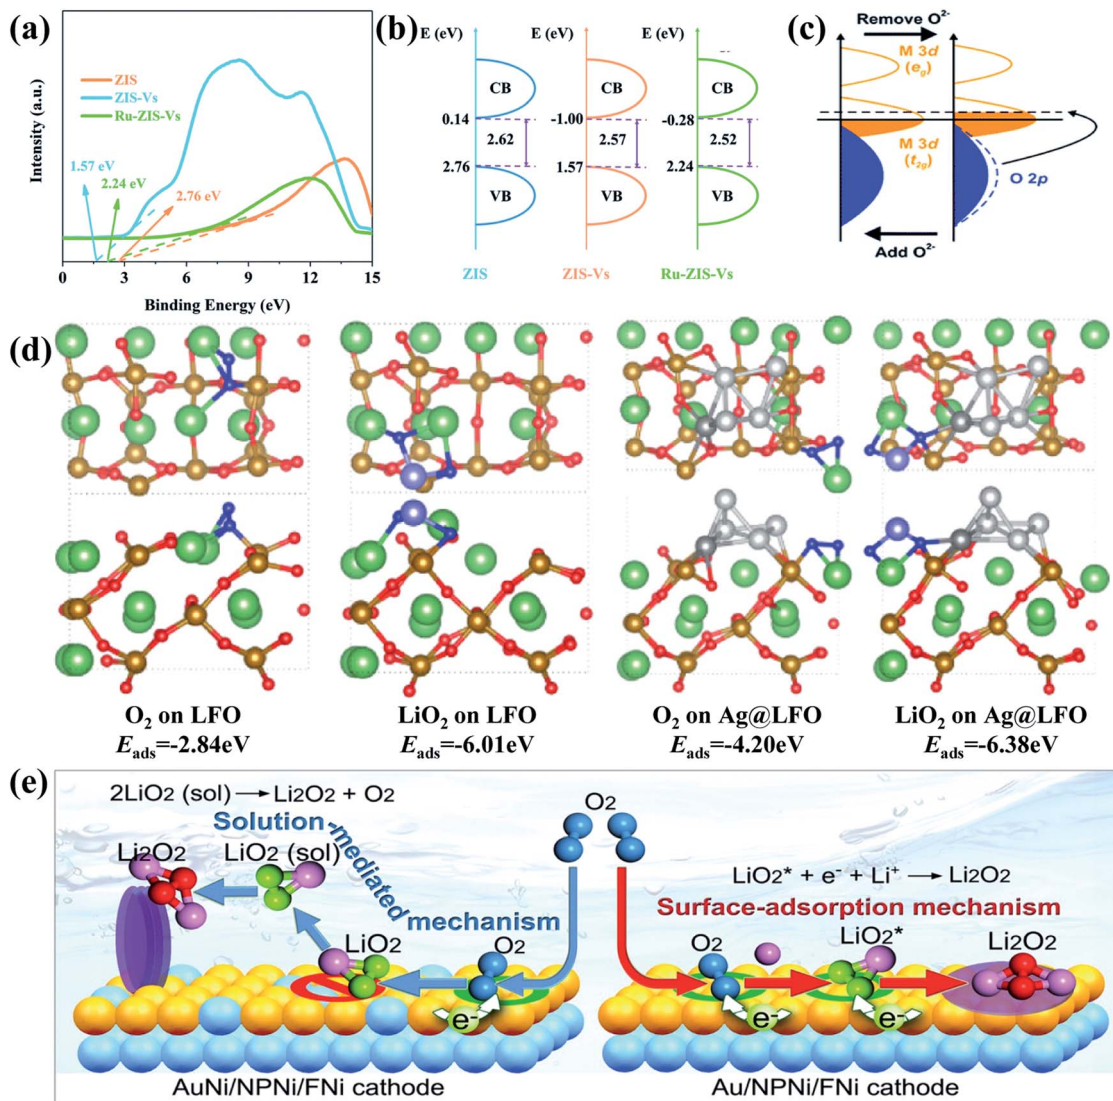 (a)
Intensity (a.u.)
ZIS
ZIS-Vs
Ru-ZIS-Vs
1.57 eV
2.24 eV
2.76 eV
0 3 6 9 12 15
Binding Energy (eV)
(b)
E (eV) E (eV) E (eV)
CB CB CB
0.14 -1.00 -0.28
2.62 2.57 2.52
2.76 1.57 2.24
VB VB VB
ZIS ZIS-Vs Ru-ZIS-Vs
(c)
Remove O²⁻
M 3d
(e_g)
M 3d
(t_2g)
O 2p
Add O²⁻
(d)
O₂ on LFO
E_ads=-2.84eV
LiO₂ on LFO
E_ads=-6.01eV
O₂ on Ag@LFO
E_ads=-4.20eV
LiO₂ on Ag@LFO
E_ads=-6.38eV
(e)
2LiO₂ (sol) → Li₂O₂ + O₂
Solution-mediated mechanism
Li₂O₂
LiO₂ (sol)
LiO₂
O₂
e⁻
AuNi/NPNi/FNi cathode
O₂
LiO₂* + e⁻ + Li⁺ → Li₂O₂
Surface-adsorption mechanism
O₂
LiO₂*
Li₂O₂
e⁻
e⁻
Au/NPNi/FNi cathode